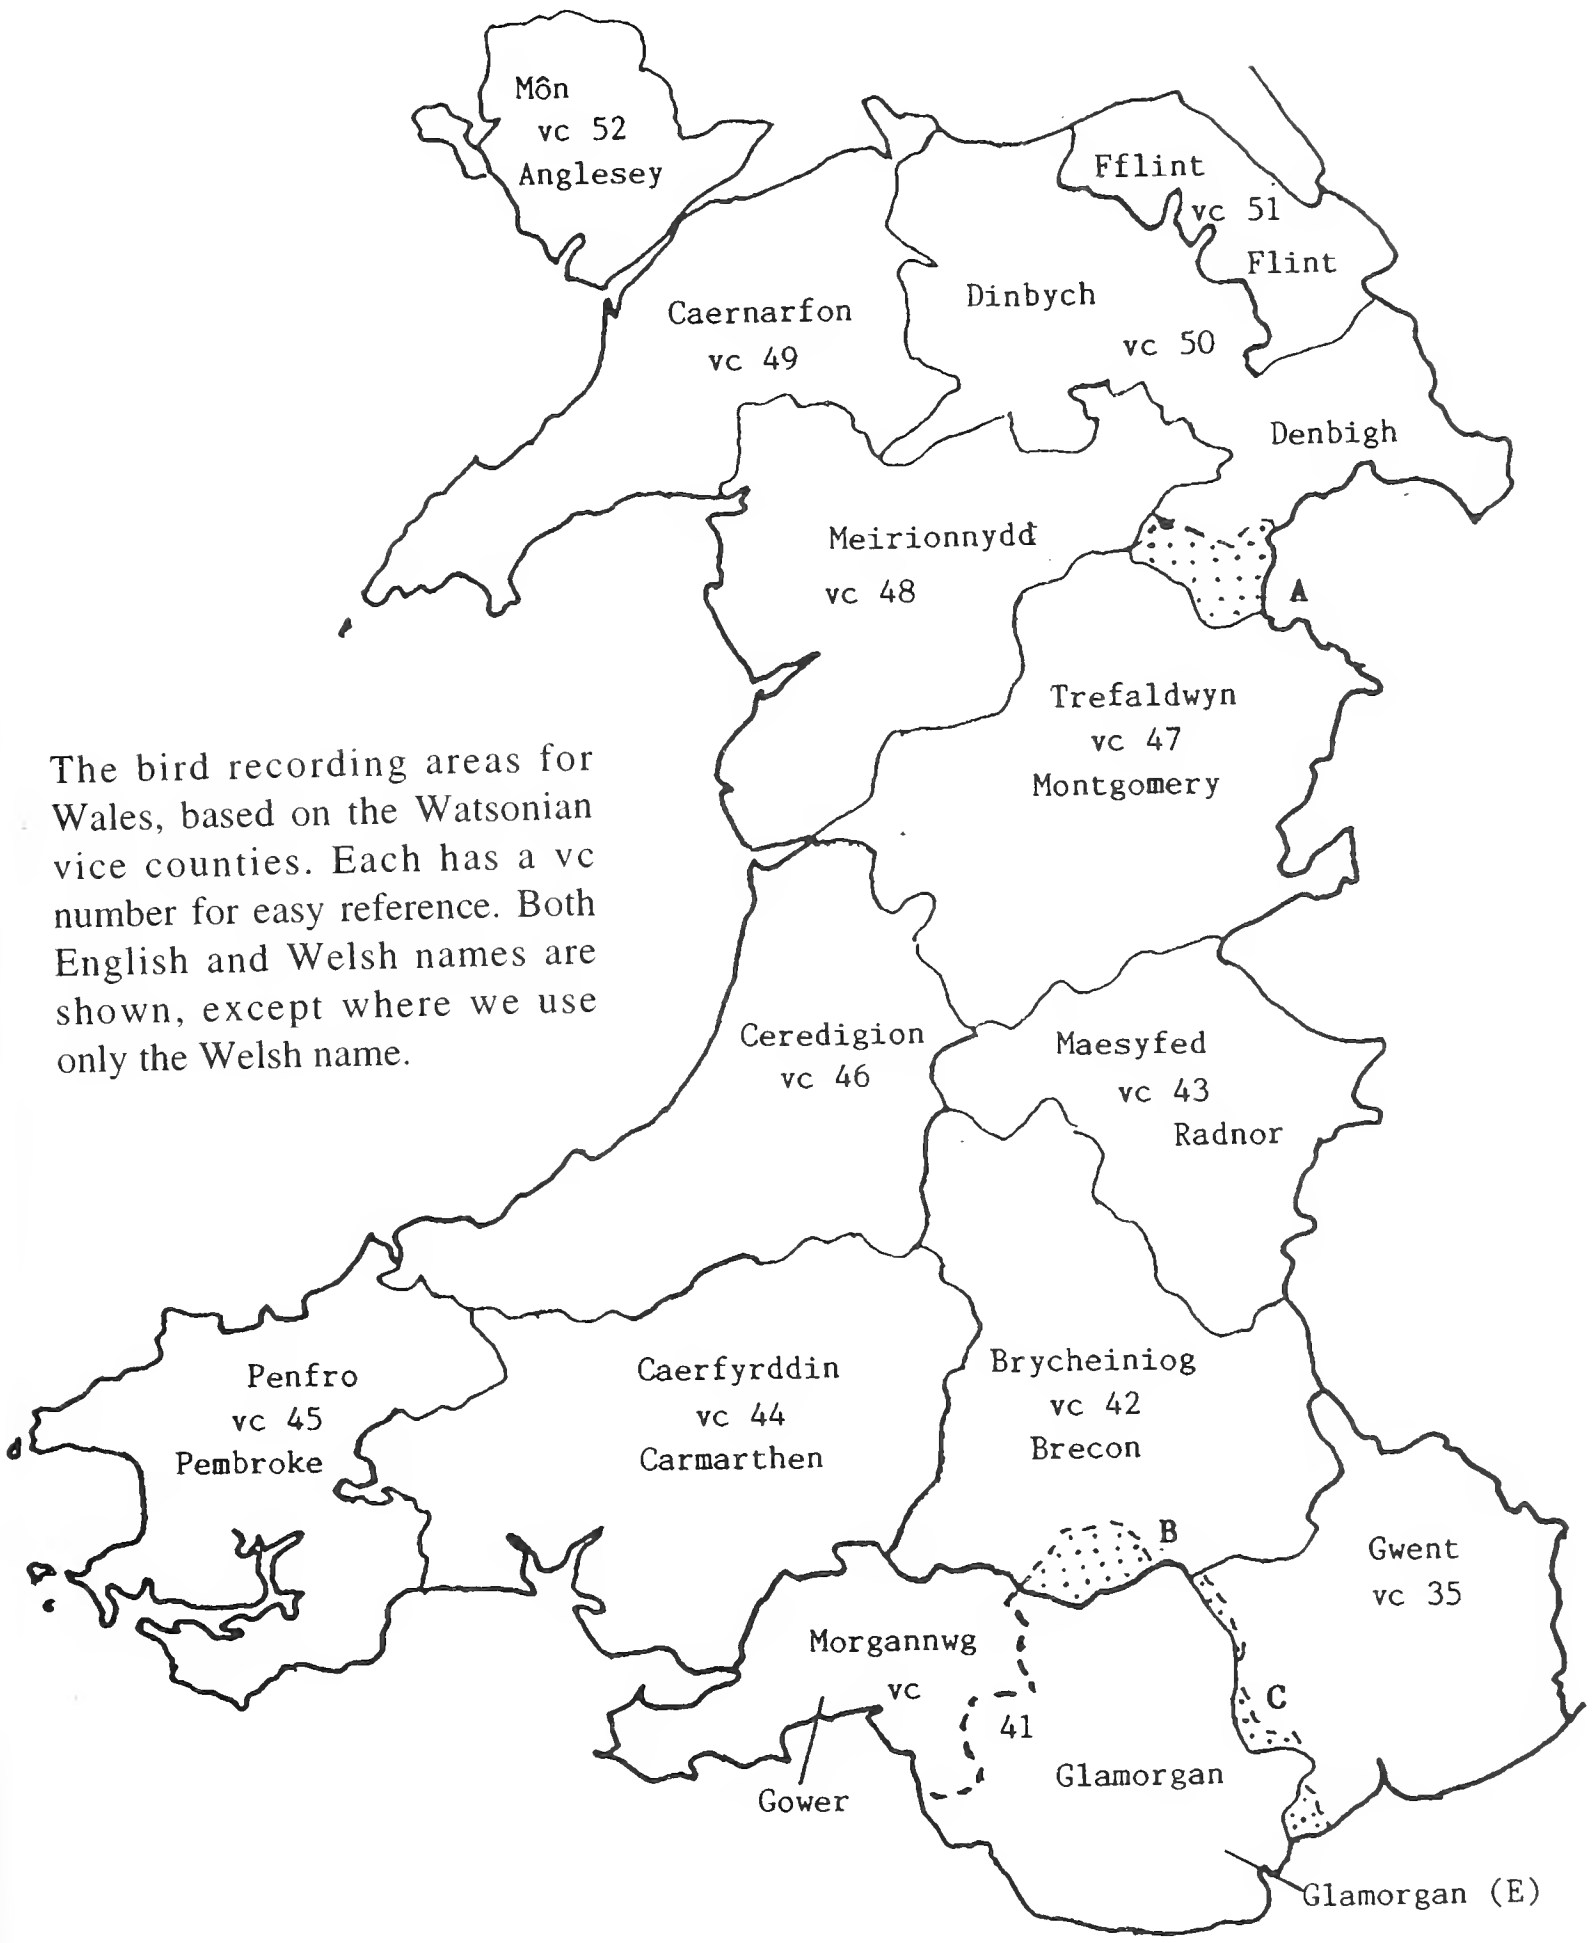 Môn
vc 52
Anglesey
Fflint
vc 51
Flint
Caernarfon
vc 49
Dinbych
vc 50
Denbigh
Meirionnydd
vc 48
A
Trefaldwyn
vc 47
Montgomery
The bird recording areas for
Wales, based on the Watsonian
vice counties. Each has a vc
number for easy reference. Both
English and Welsh names are
shown, except where we use
only the Welsh name.
Ceredigion
vc 46
Maesyfed
vc 43
Radnor
Penfro
vc 45
Pembroke
Caerfyrddin
vc 44
Carmarthen
Brycheiniog
vc 42
Brecon
B
Gwent
vc 35
Morgannwg
vc
41
C
Glamorgan
Gower
Glamorgan (E)